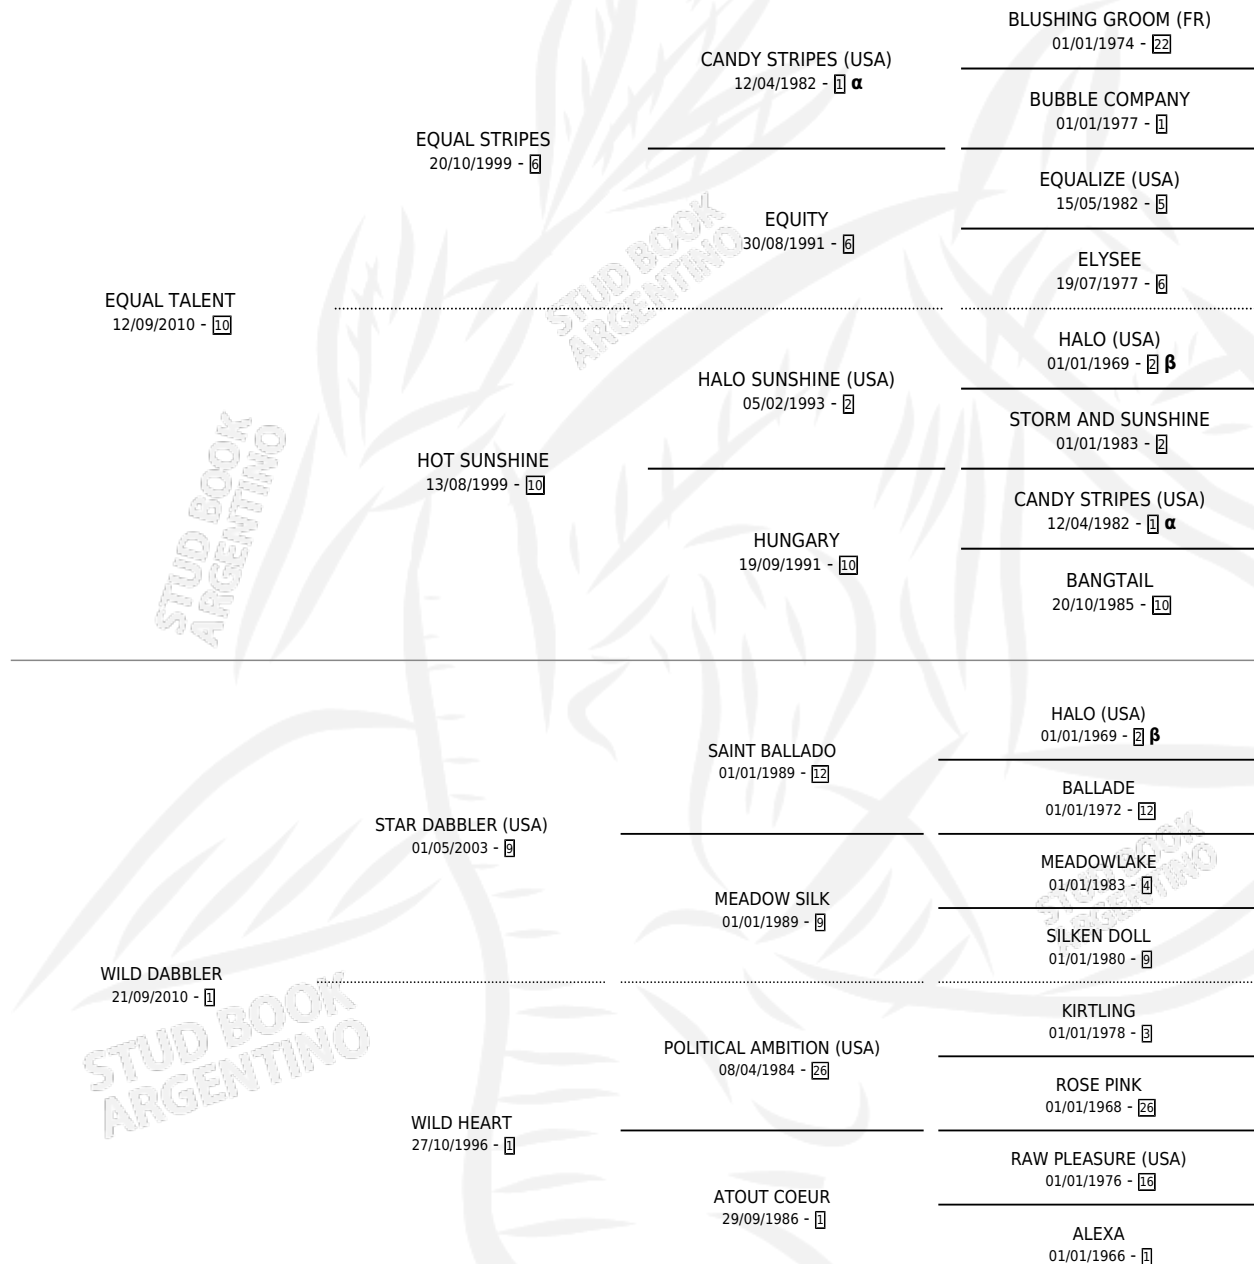 BLUSHING GROOM (FR)
01/01/1974 - 22
CANDY STRIPES (USA)
12/04/1982 - 1 α
BUBBLE COMPANY
01/01/1977 - 1
EQUAL STRIPES
20/10/1999 - 6
EQUALIZE (USA)
15/05/1982 - 5
EQUITY
30/08/1991 - 6
ELYSEE
19/07/1977 - 6
EQUAL TALENT
12/09/2010 - 10
HALO (USA)
01/01/1969 - 2 β
HALO SUNSHINE (USA)
05/02/1993 - 2
STORM AND SUNSHINE
01/01/1983 - 2
HOT SUNSHINE
13/08/1999 - 10
CANDY STRIPES (USA)
12/04/1982 - 1 α
HUNGARY
19/09/1991 - 10
BANGTAIL
20/10/1985 - 10
HALO (USA)
01/01/1969 - 2 β
SAINT BALLADO
01/01/1989 - 12
BALLADE
01/01/1972 - 12
STAR DABBLER (USA)
01/05/2003 - 9
MEADOWLAKE
01/01/1983 - 4
MEADOW SILK
01/01/1989 - 9
SILKEN DOLL
01/01/1980 - 9
WILD DABBLER
21/09/2010 - 1
KIRTLING
01/01/1978 - 3
POLITICAL AMBITION (USA)
08/04/1984 - 26
ROSE PINK
01/01/1968 - 26
WILD HEART
27/10/1996 - 1
RAW PLEASURE (USA)
01/01/1976 - 16
ATOUT COEUR
29/09/1986 - 1
ALEXA
01/01/1966 - 1
STUD BOOK
ARGENTINO
STUD BOOK
ARGENTINO
STUD BOOK
ARGENTINO
STUD BOOK
ARGENTINO